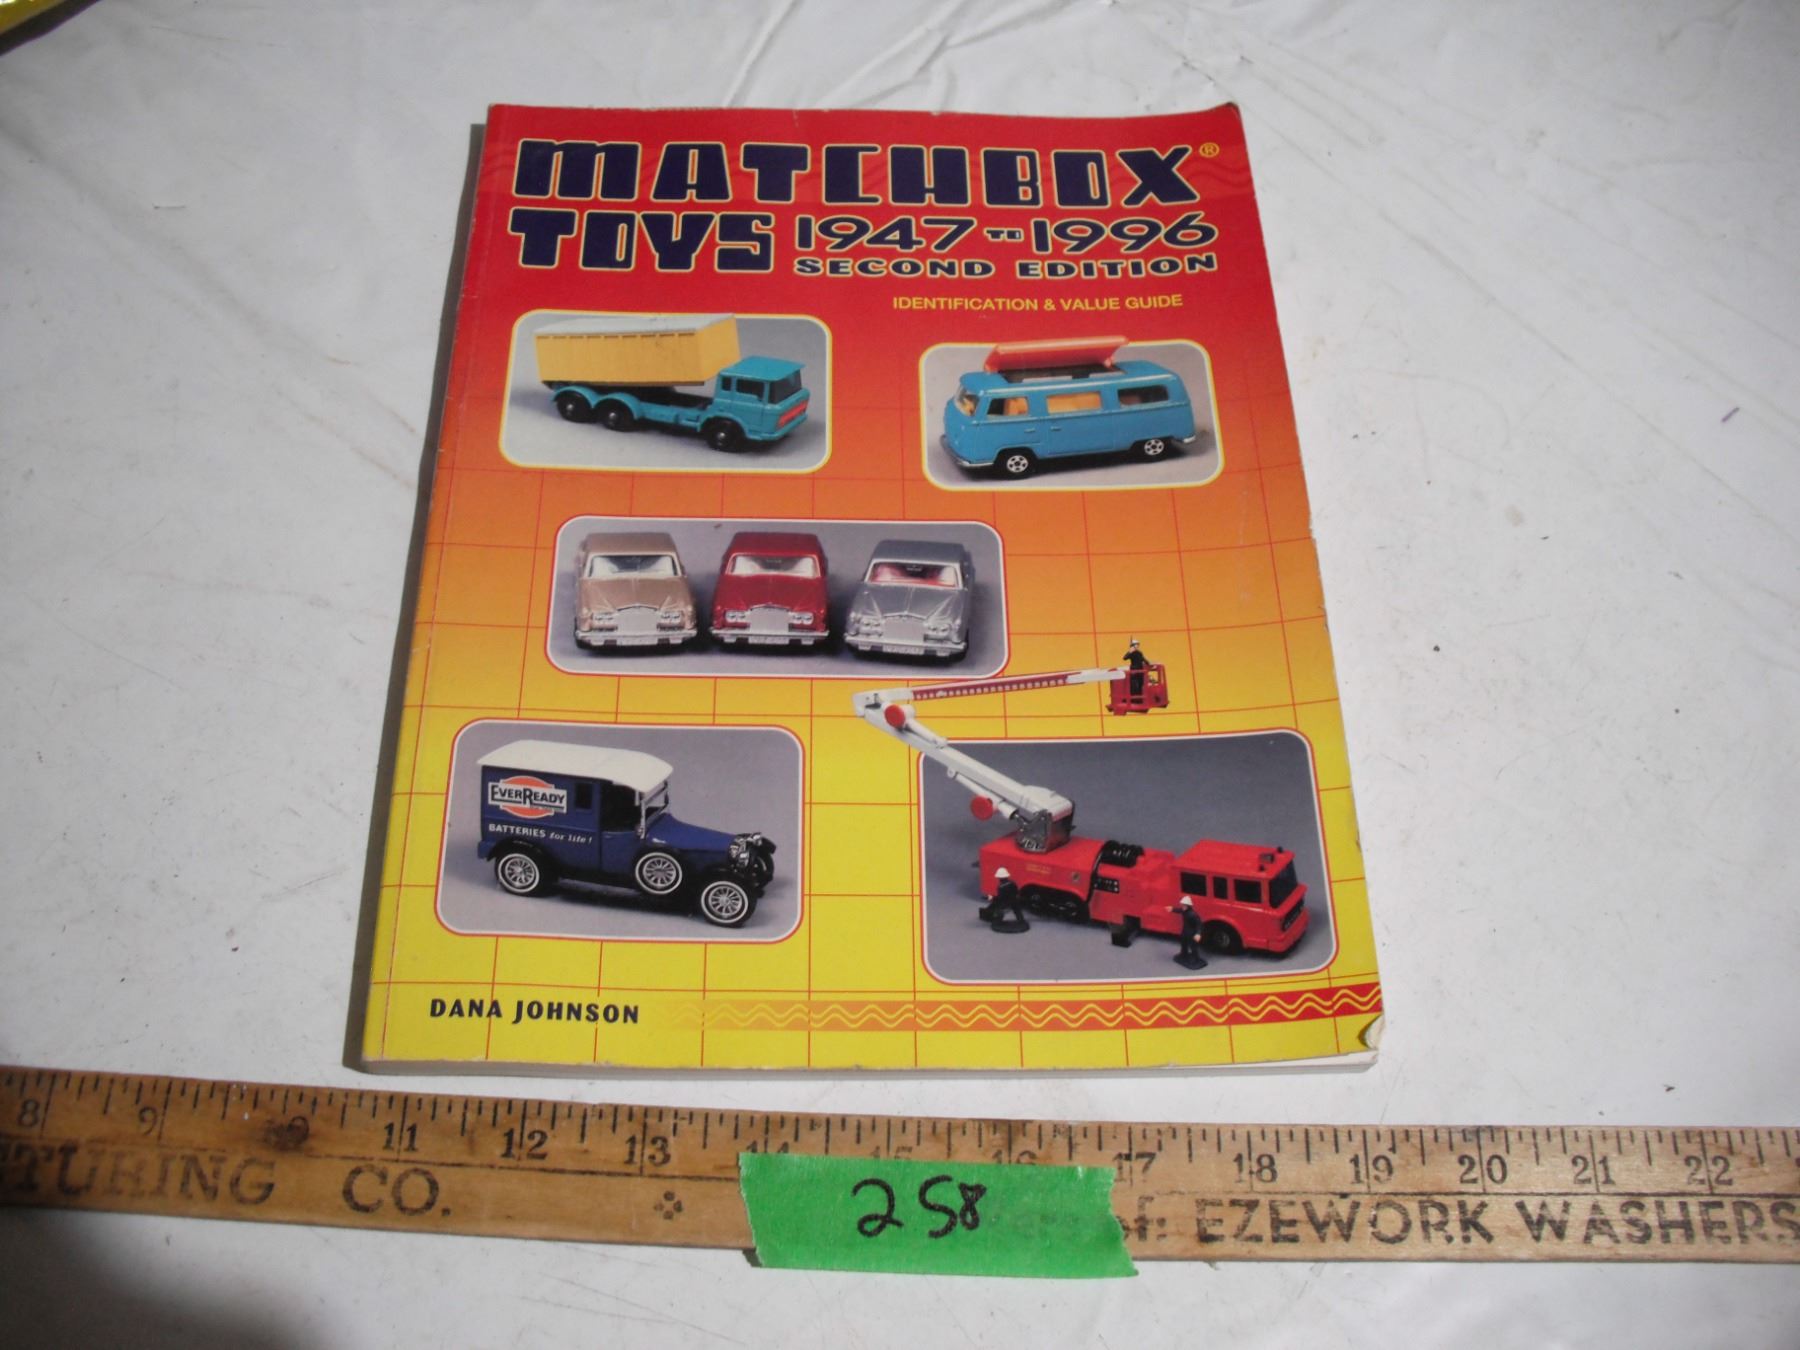 MATCHBOX®
TOYS 1947 TO 1996
SECOND EDITION
IDENTIFICATION & VALUE GUIDE
EVERREADY
BATTERIES for life!
DANA JOHNSON
8 9 11 12 13 14 15 16 17 18 19 20 21 22
TURING CO. of: EZEWORK WASHERS
258